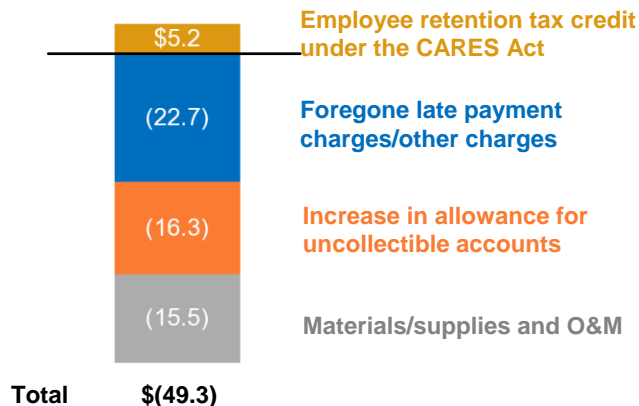 $5.2
Employee retention tax credit
under the CARES Act
(22.7)
Foregone late payment
charges/other charges
(16.3)
Increase in allowance for
uncollectible accounts
(15.5)
Materials/supplies and O&M
Total $(49.3)